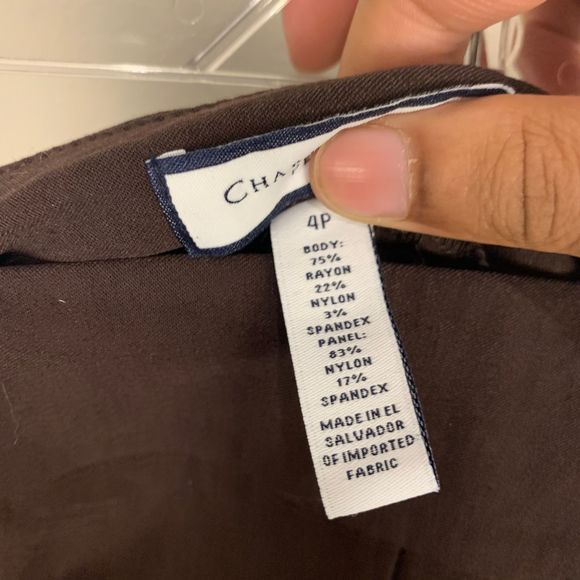 4P
BODY:
75%
RAYON
22%
NYLON
3%
SPANDEX
PANEL:
83%
NYLON
17%
SPANDEX
MADE IN EL
SALVADOR
OF IMPORTED
FABRIC